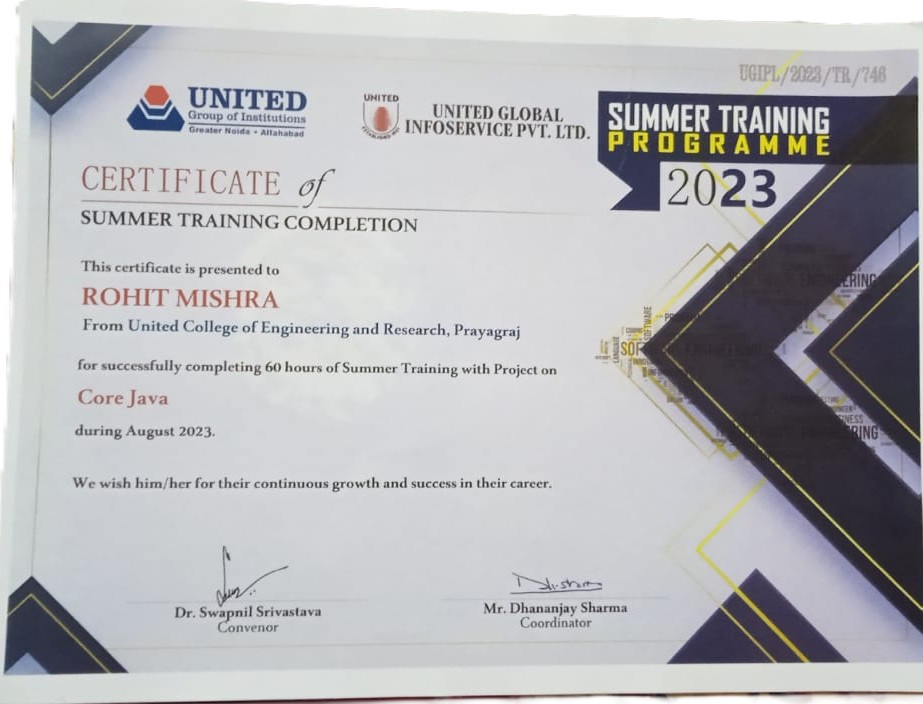 UGIPL/2023/TR/746
UNITED
Group of Institutions
Greater Noida • Allahabad
UNITED
UNITED GLOBAL
INFOSERVICE PVT. LTD.
SUMMER TRAINING
PROGRAMME
2023
CERTIFICATE of
SUMMER TRAINING COMPLETION
This certificate is presented to
ROHIT MISHRA
From United College of Engineering and Research, Prayagraj
for successfully completing 60 hours of Summer Training with Project on
Core Java
during August 2023.
We wish him/her for their continuous growth and success in their career.
Dr. Swapnil Srivastava
Convenor
Mr. Dhananjay Sharma
Coordinator